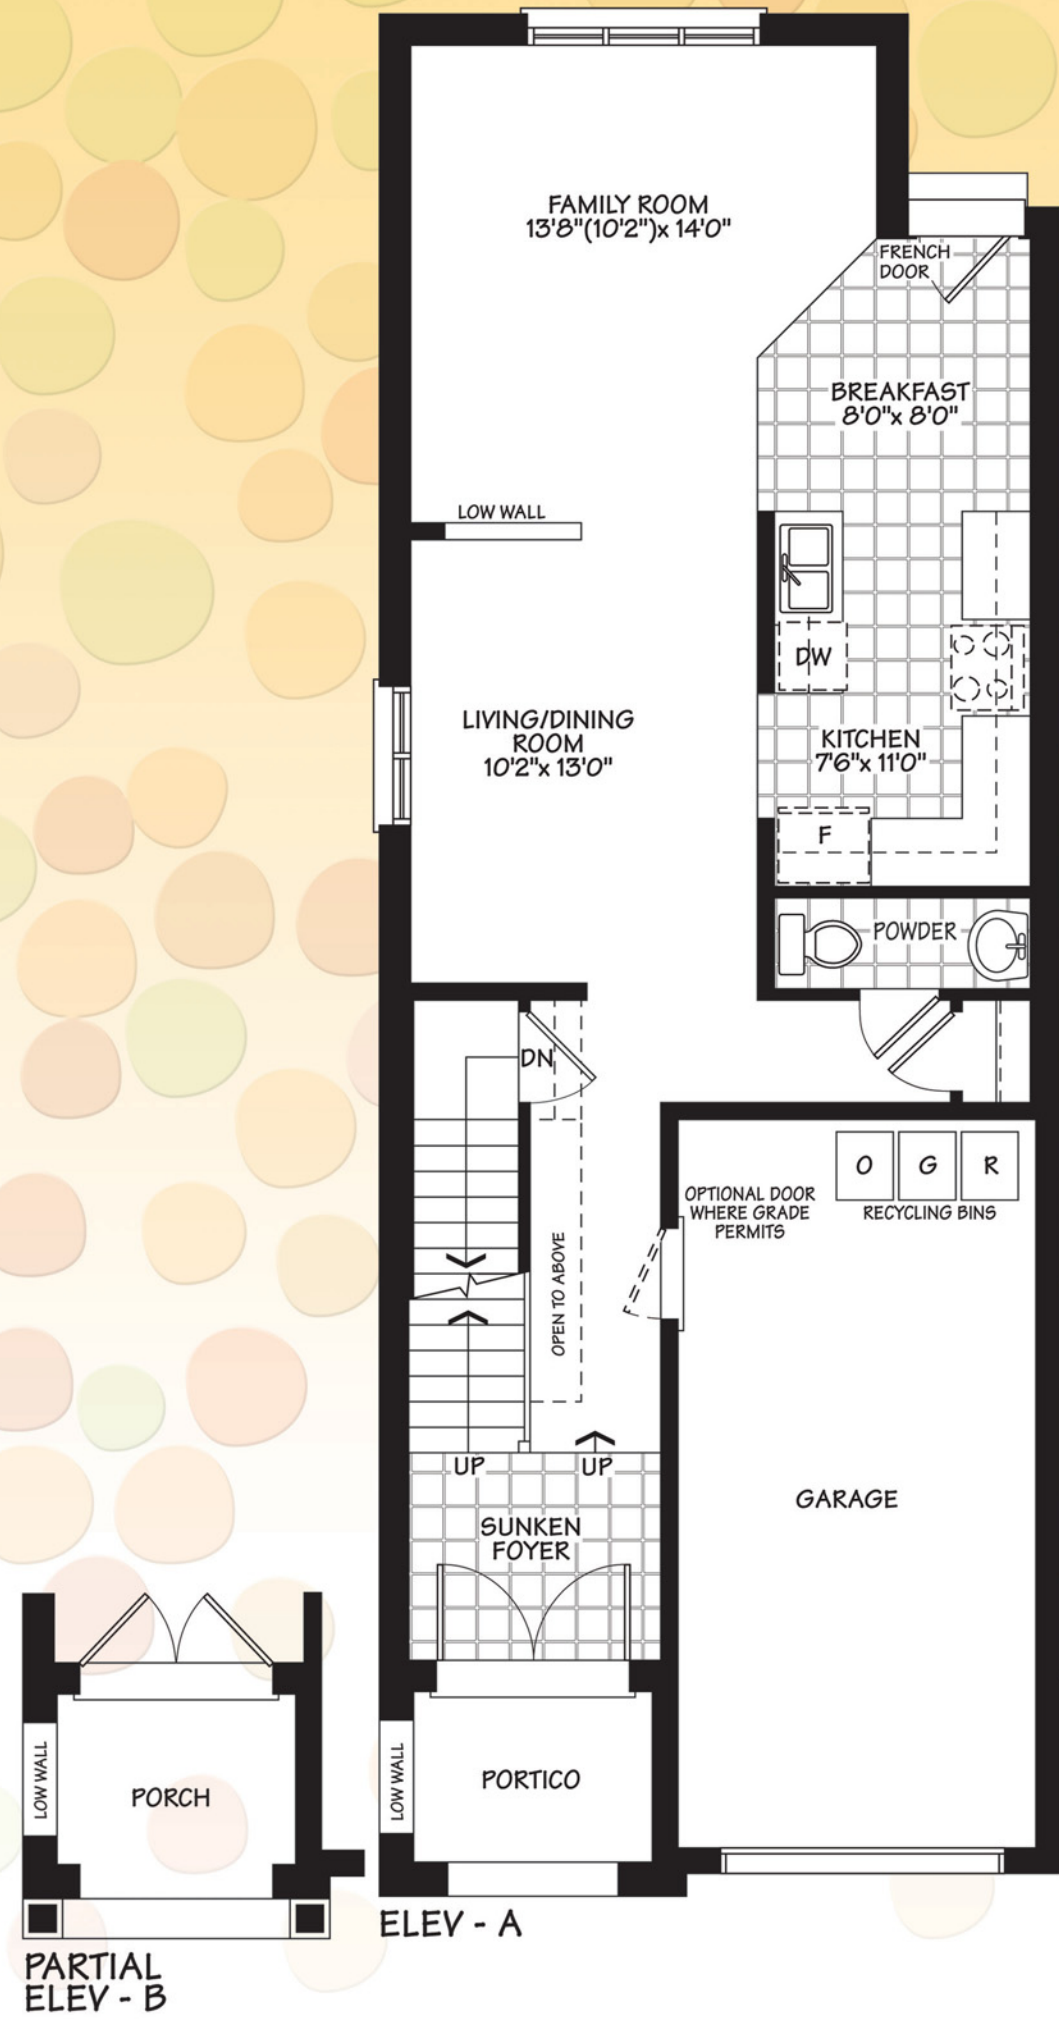 FAMILY ROOM
13'8"(10'2")x 14'0"
FRENCH
DOOR
BREAKFAST
8'0"x 8'0"
LOW WALL
DW
LIVING/DINING
ROOM
10'2"x 13'0"
KITCHEN
7'6"x 11'0"
F
POWDER
DN
O G R
RECYCLING BINS
OPTIONAL DOOR
WHERE GRADE
PERMITS
OPEN TO ABOVE
UP UP
GARAGE
SUNKEN
FOYER
LOW WALL
PORCH
LOW WALL
PORTICO
ELEV - A
PARTIAL
ELEV - B